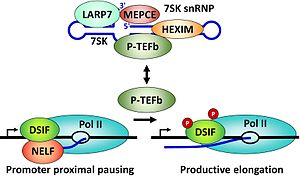 LARP7 3' MEPCE 7SK snRNP
5' HEXIM
7SK P-TEFb
P-TEFb
DSIF Pol II
NELF
P P
DSIF Pol II
Promoter proximal pausing
Productive elongation